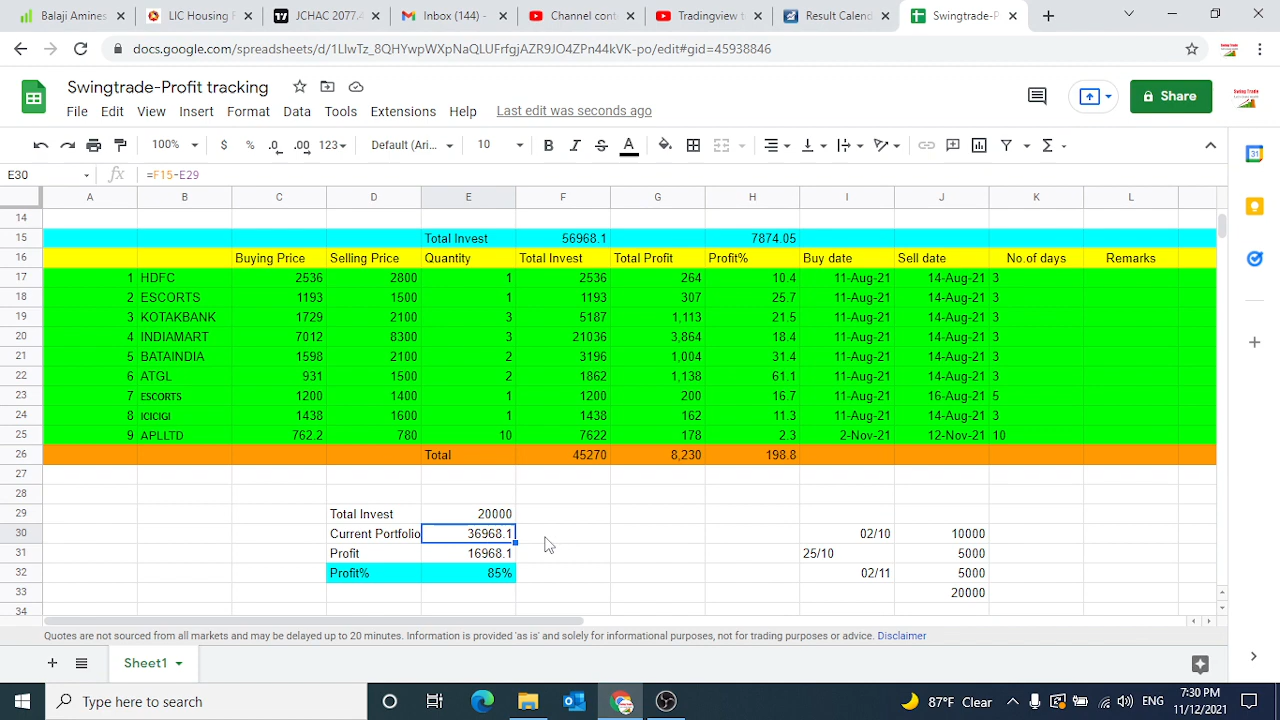 Balaji Amines
LIC Housing F
JCHAC 2077.4
Inbox (144)
Channel cont
Tradingview t
Result Calend
Swingtrade-P
docs.google.com/spreadsheets/d/1LlwTz_8QHYwpWXpNaQLUFrfgjAZR9JO4ZPn44kVK-po/edit#gid=45938846
Swingtrade-Profit tracking
File Edit View Insert Format Data Tools Extensions Help Last edit was seconds ago
Share
100% $ % .0 .00 123 Default (Ari... 10 B I S A
E30 fx =F15-E29
A B C D E F G H I J K L
14
15 Total Invest 56968.1 7874.05
16 Buying Price Selling Price Quantity Total Invest Total Profit Profit% Buy date Sell date No.of days Remarks
17 1 HDFC 2536 2800 1 2536 264 10.4 11-Aug-21 14-Aug-21 3
18 2 ESCORTS 1193 1500 1 1193 307 25.7 11-Aug-21 14-Aug-21 3
19 3 KOTAKBANK 1729 2100 3 5187 1,113 21.5 11-Aug-21 14-Aug-21 3
20 4 INDIAMART 7012 8300 3 21036 3,864 18.4 11-Aug-21 14-Aug-21 3
21 5 BATAINDIA 1598 2100 2 3196 1,004 31.4 11-Aug-21 14-Aug-21 3
22 6 ATGL 931 1500 2 1862 1,138 61.1 11-Aug-21 14-Aug-21 3
23 7 ESCORTS 1200 1400 1 1200 200 16.7 11-Aug-21 16-Aug-21 5
24 8 ICICIGI 1438 1600 1 1438 162 11.3 11-Aug-21 14-Aug-21 3
25 9 APLLTD 762.2 780 10 7622 178 2.3 2-Nov-21 12-Nov-21 10
26 Total 45270 8,230 198.8
27
28
29 Total Invest 20000
30 Current Portfolio 36968.1 02/10 10000
31 Profit 16968.1 25/10 5000
32 Profit% 85% 02/11 5000
33 20000
34
Quotes are not sourced from all markets and may be delayed up to 20 minutes. Information is provided 'as is' and solely for informational purposes, not for trading purposes or advice. Disclaimer
Sheet1
Type here to search
87°F Clear
ENG
7:30 PM
11/12/2021